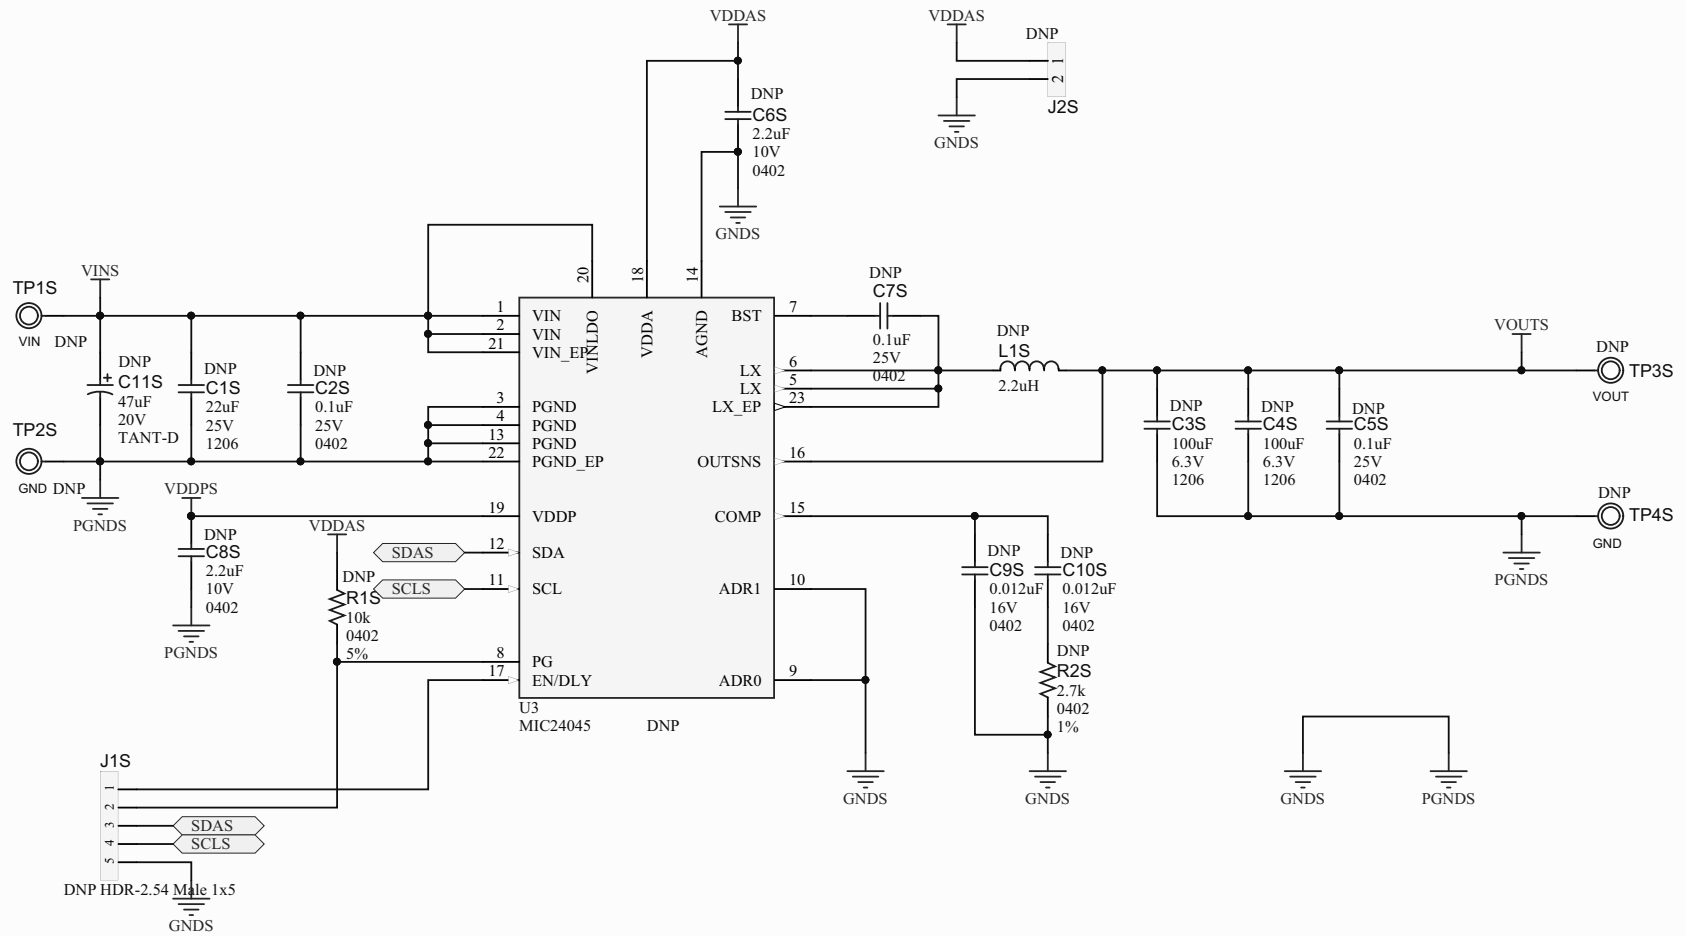 VDDAS
DNP
C6S
2.2uF
10V
0402
GNDS
VDDAS
DNP
1
2
J2S
GNDS
TP1S
VIN
DNP
VINS
DNP
+
C11S
47uF
20V
TANT-D
DNP
C1S
22uF
25V
1206
DNP
C2S
0.1uF
25V
0402
TP2S
GND
DNP
PGNDS
VDDPS
DNP
C8S
2.2uF
10V
0402
PGNDS
VDDAS
DNP
R1S
10k
0402
5%
SDAS
SCLS
20
18
14
VINLDO
VDDA
AGND
1 VIN
2 VIN
21 VIN_EP
3 PGND
4 PGND
13 PGND
22 PGND_EP
19 VDDP
12 SDA
11 SCL
8 PG
17 EN/DLY
BST 7
LX 6
LX 5
LX_EP 23
OUTSNS 16
COMP 15
ADR1 10
ADR0 9
U3
MIC24045
DNP
DNP
C7S
0.1uF
25V
0402
DNP
L1S
2.2uH
DNP
C3S
100uF
6.3V
1206
DNP
C4S
100uF
6.3V
1206
DNP
C5S
0.1uF
25V
0402
VOUTS
DNP
TP3S
VOUT
DNP
TP4S
GND
PGNDS
DNP
C9S
0.012uF
16V
0402
DNP
C10S
0.012uF
16V
0402
DNP
R2S
2.7k
0402
1%
GNDS
GNDS
GNDS
PGNDS
J1S
1
2
3
SDAS
4
SCLS
5
DNP HDR-2.54 Male 1x5
GNDS